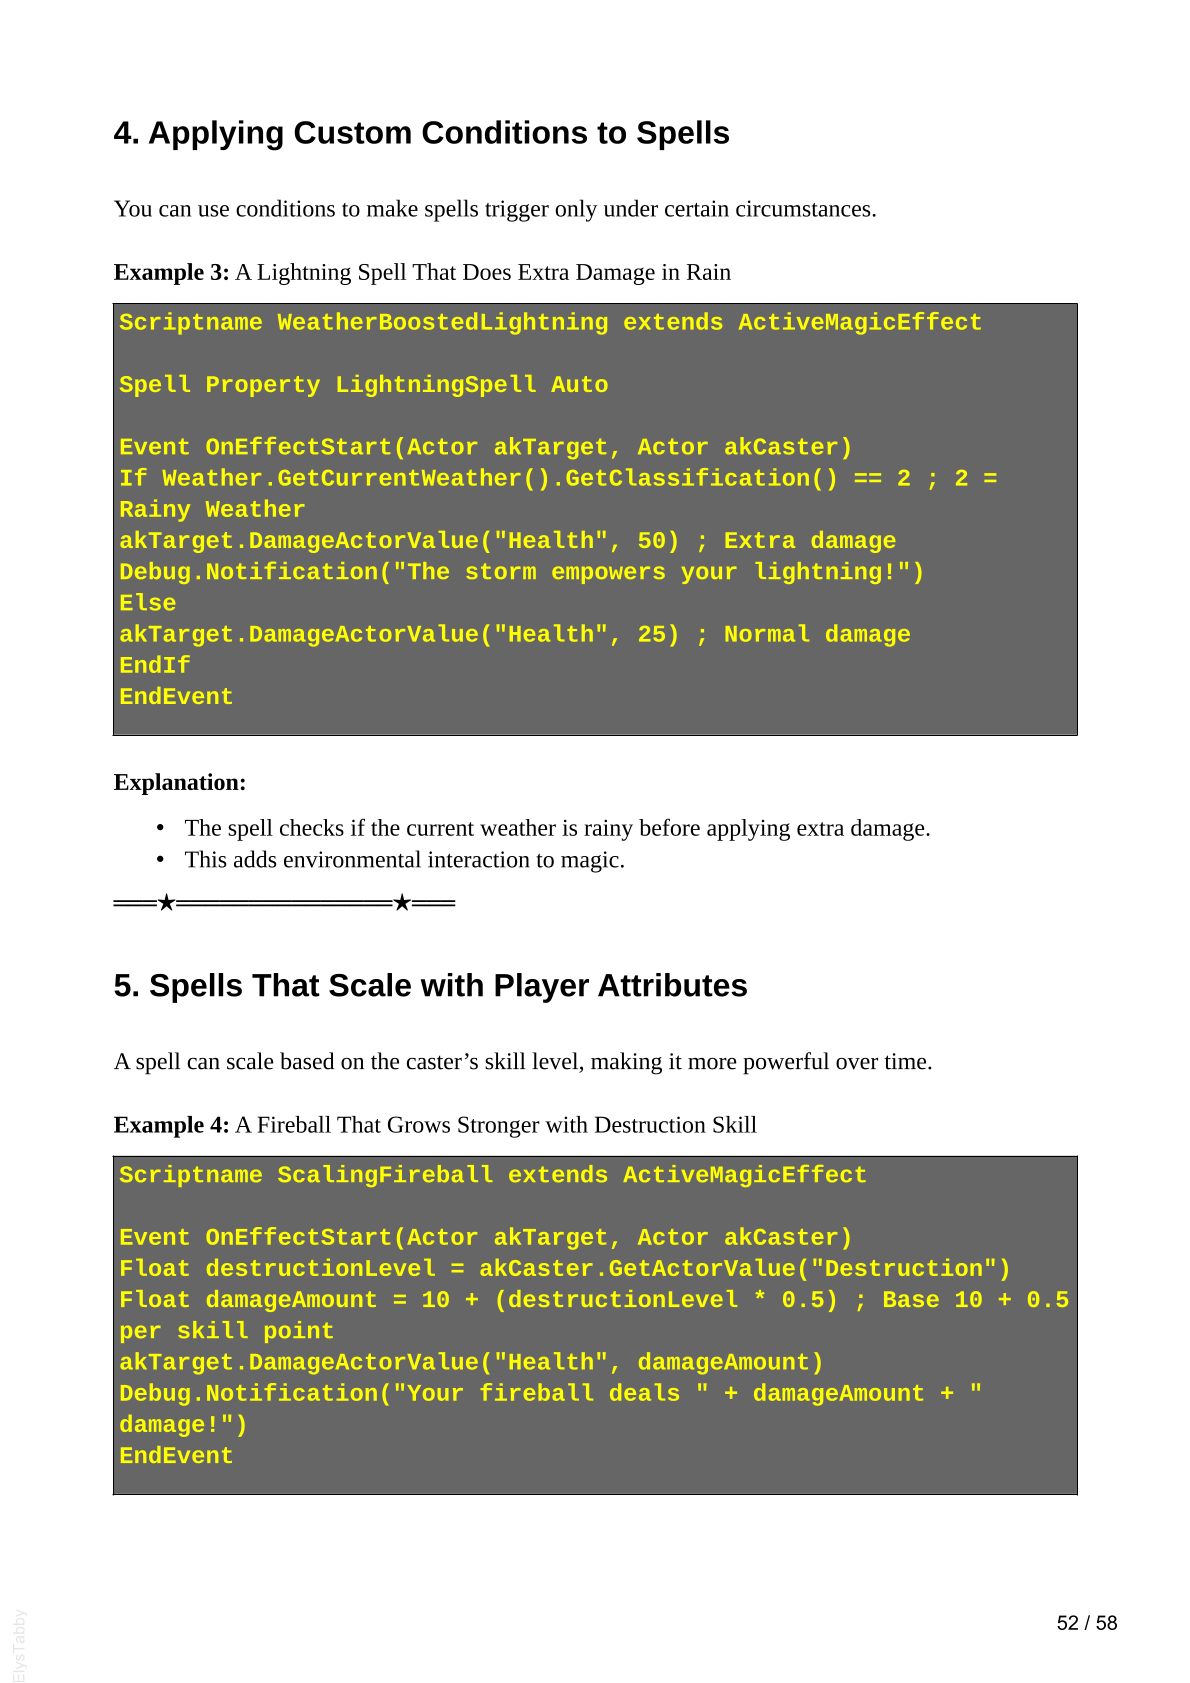 4. Applying Custom Conditions to Spells
You can use conditions to make spells trigger only under certain circumstances.
Example 3: A Lightning Spell That Does Extra Damage in Rain
Scriptname WeatherBoostedLightning extends ActiveMagicEffect
Spell Property LightningSpell Auto
Event OnEffectStart(Actor akTarget, Actor akCaster)
If Weather.GetCurrentWeather().GetClassification() == 2 ; 2 =
Rainy Weather
akTarget.DamageActorValue("Health", 50) ; Extra damage
Debug.Notification("The storm empowers your lightning!")
Else
akTarget.DamageActorValue("Health", 25) ; Normal damage
EndIf
EndEvent
Explanation:
• The spell checks if the current weather is rainy before applying extra damage.
• This adds environmental interaction to magic.
═══★═══════════════★═══
5. Spells That Scale with Player Attributes
A spell can scale based on the caster’s skill level, making it more powerful over time.
Example 4: A Fireball That Grows Stronger with Destruction Skill
Scriptname ScalingFireball extends ActiveMagicEffect
Event OnEffectStart(Actor akTarget, Actor akCaster)
Float destructionLevel = akCaster.GetActorValue("Destruction")
Float damageAmount = 10 + (destructionLevel * 0.5) ; Base 10 + 0.5
per skill point
akTarget.DamageActorValue("Health", damageAmount)
Debug.Notification("Your fireball deals " + damageAmount + "
damage!")
EndEvent
52 / 58
ElysTabby